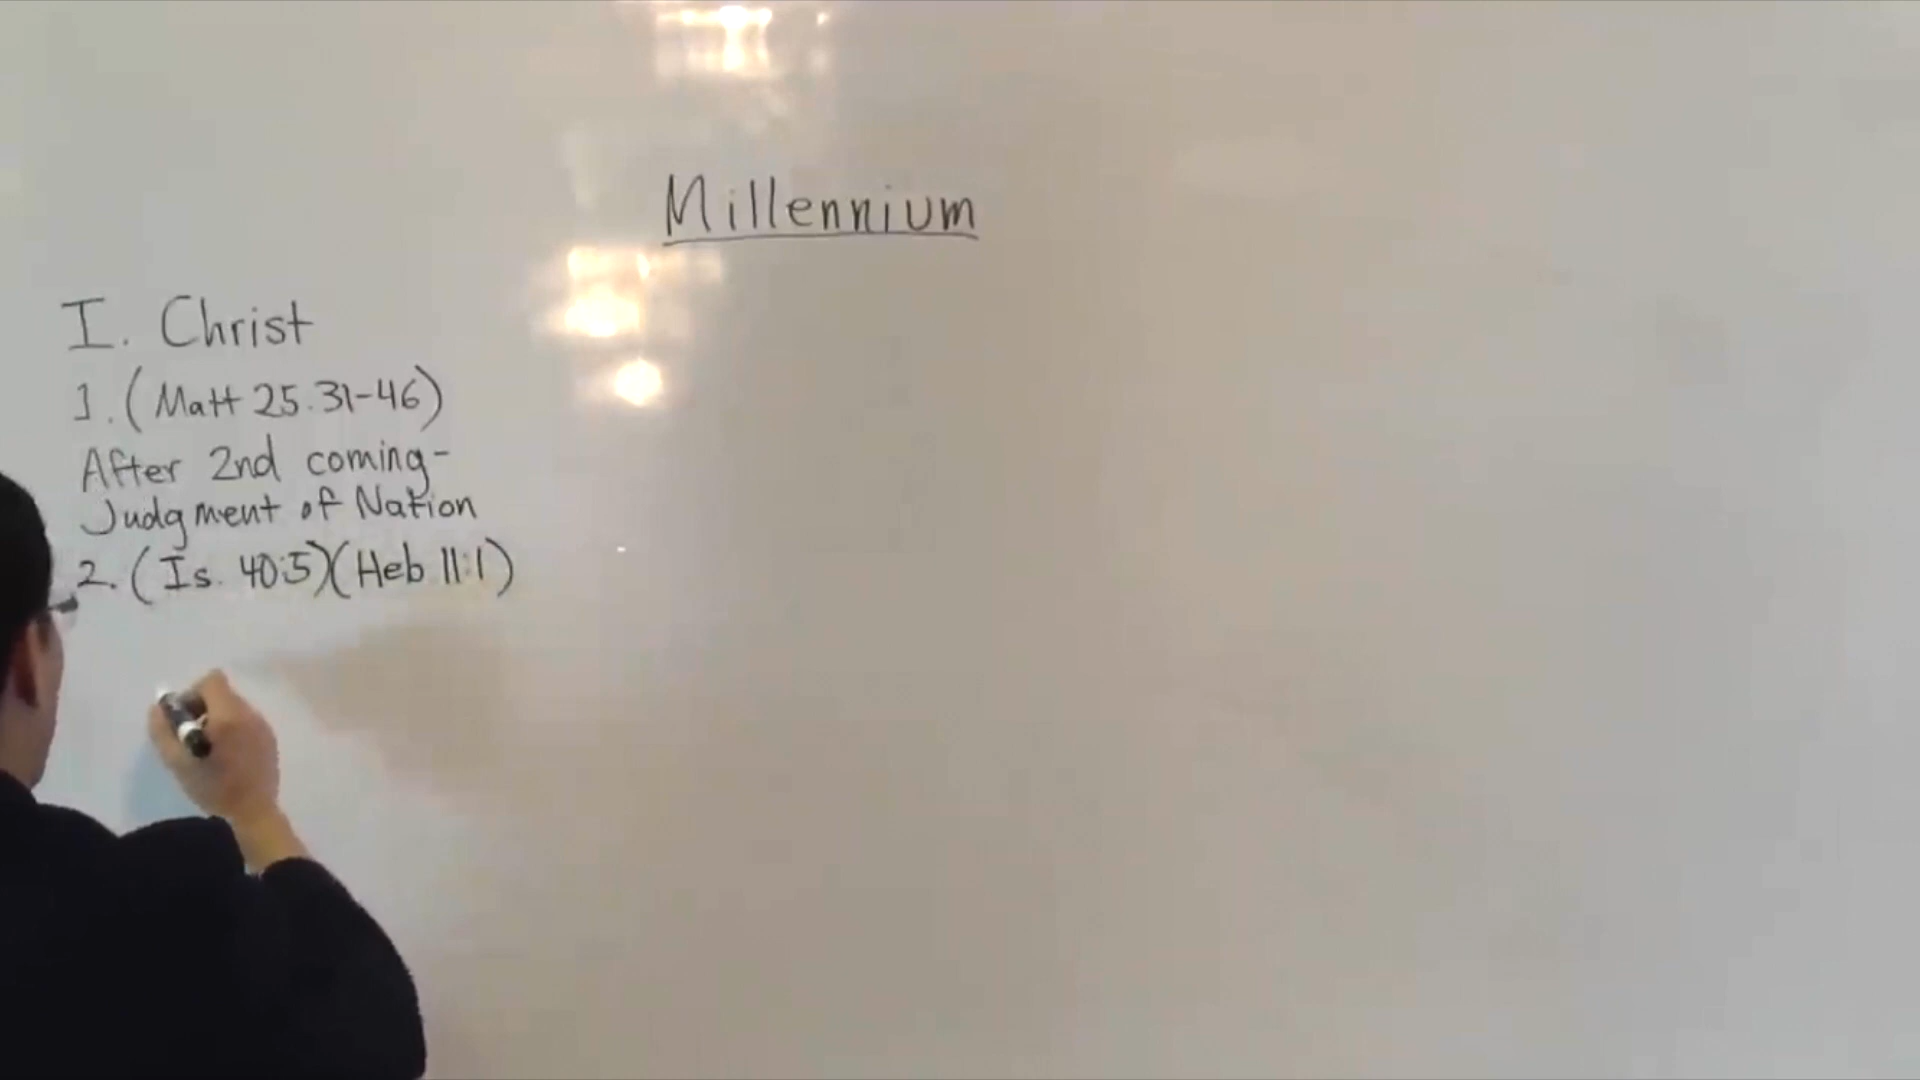 Millennium
I. Christ
1. (Matt 25.31-46)
After 2nd coming-
Judgment of Nation
2. (Is. 40:5)(Heb 11:1)